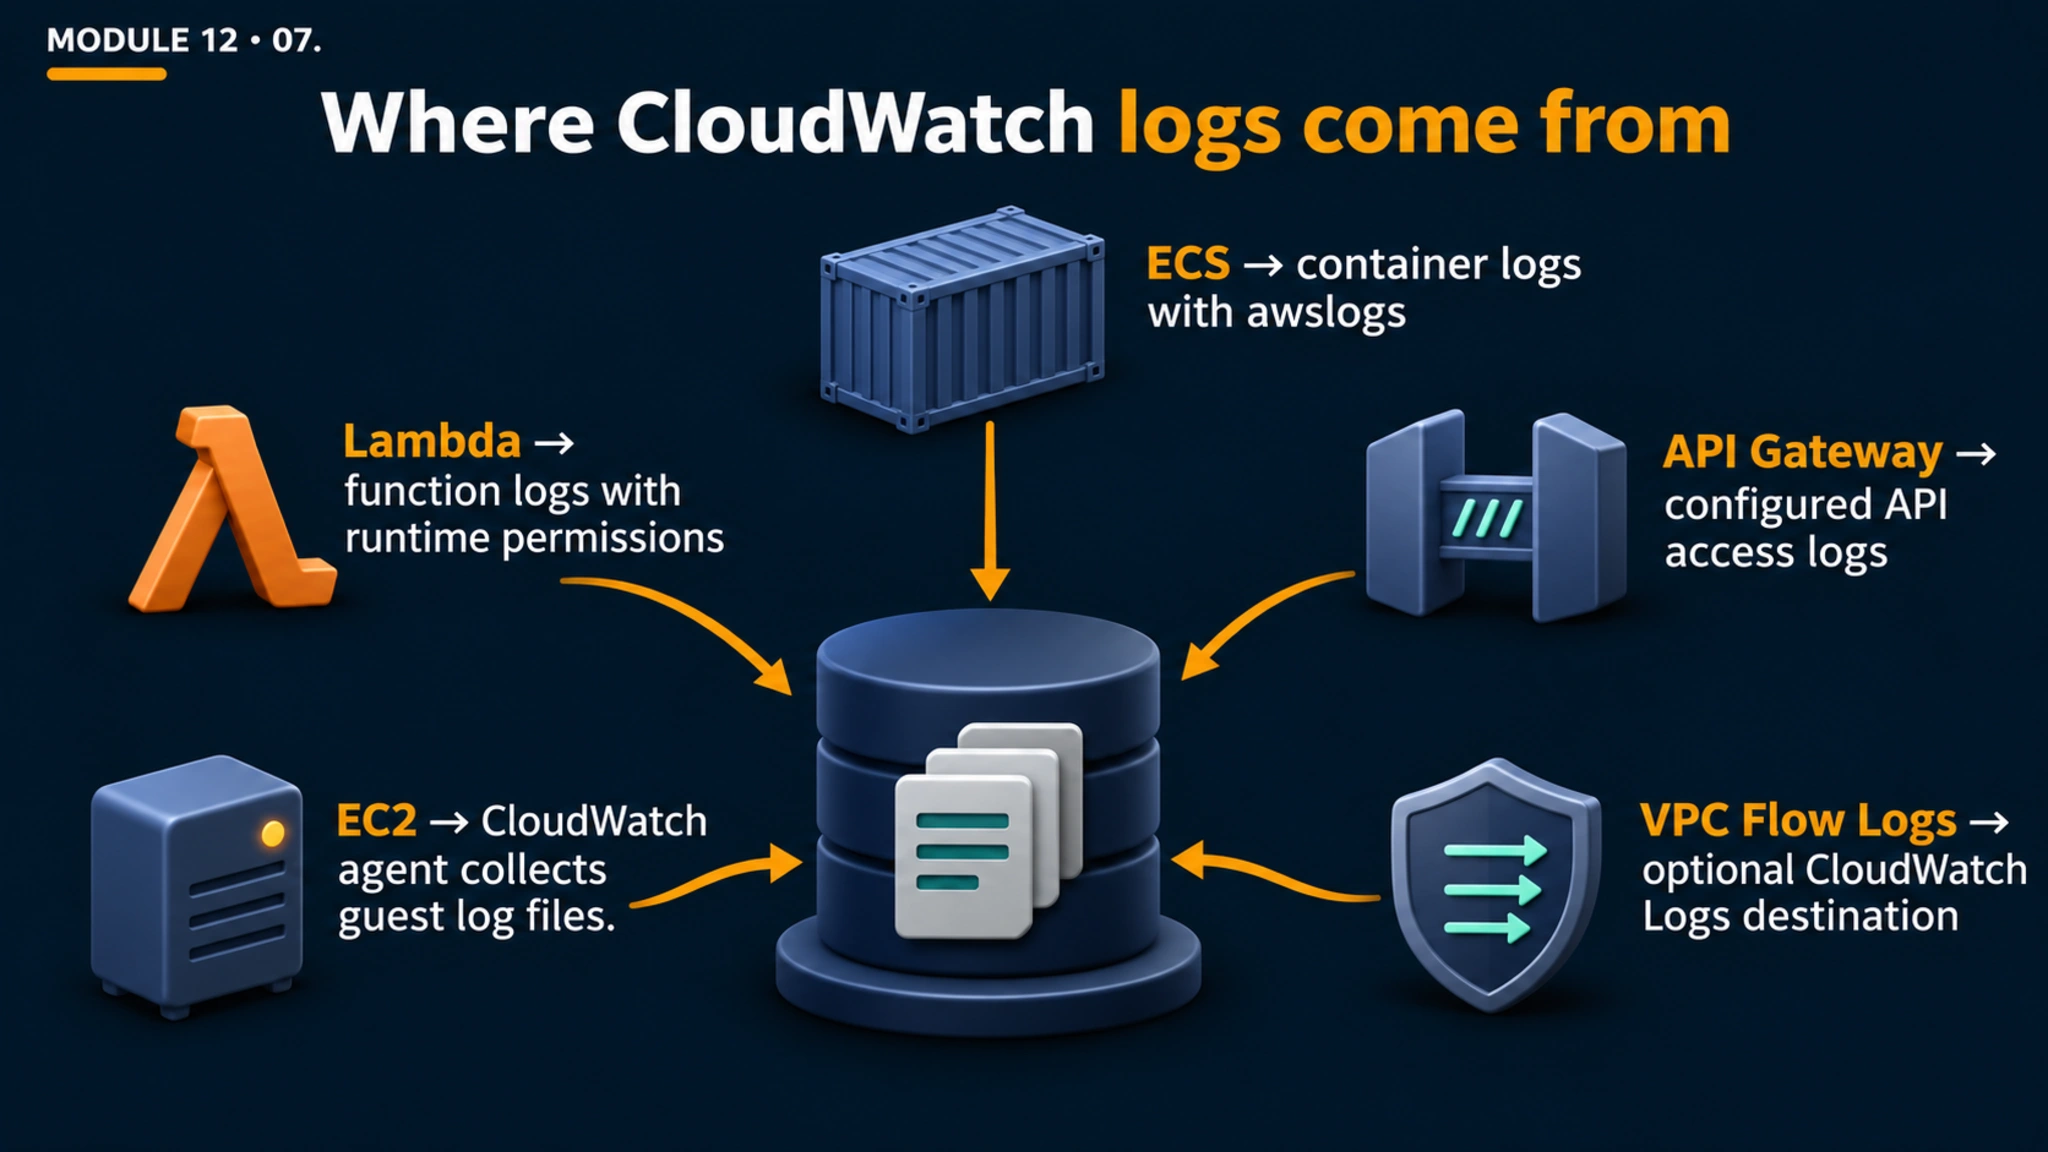 MODULE 12 • 07.
Where CloudWatch logs come from
ECS → container logs
with awslogs
Lambda →
function logs with
runtime permissions
API Gateway →
configured API
access logs
EC2 → CloudWatch
agent collects
guest log files.
VPC Flow Logs →
optional CloudWatch
Logs destination